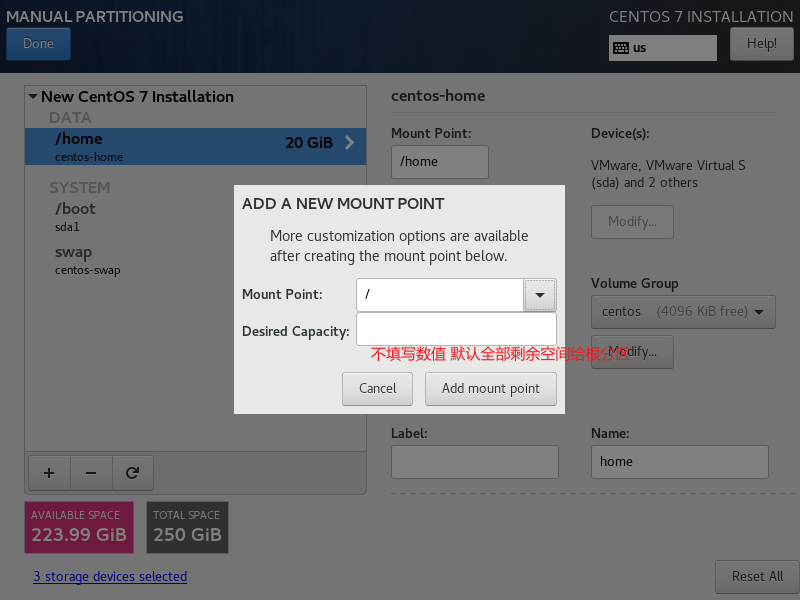 MANUAL PARTITIONING
CENTOS 7 INSTALLATION
Done
us
Help!
New CentOS 7 Installation
DATA
/home
20 GiB
centos-home
SYSTEM
/boot
sda1
swap
centos-swap
centos-home
Mount Point:
/home
Device(s):
VMware, VMware Virtual S
(sda) and 2 others
Modify...
Volume Group
centos (4096 KiB free)
Modify...
ADD A NEW MOUNT POINT
More customization options are available
after creating the mount point below.
Mount Point:
/
Desired Capacity:
不填写数值 默认全部剩余空间给根分区
Cancel
Add mount point
Label:
Name:
home
+
−
AVAILABLE SPACE
223.99 GiB
TOTAL SPACE
250 GiB
3 storage devices selected
Reset All